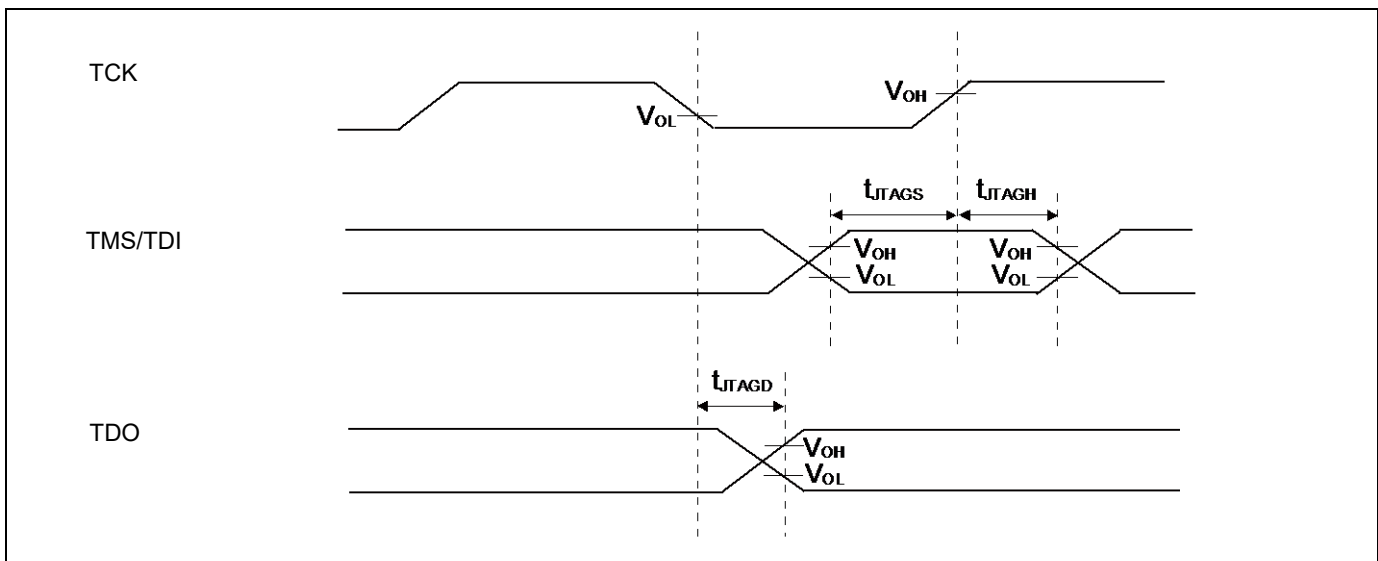 TCK
VOH
VOL
tJTAGS tJTAGH
TMS/TDI
VOH VOH
VOL VOL
tJTAGD
TDO
VOH
VOL